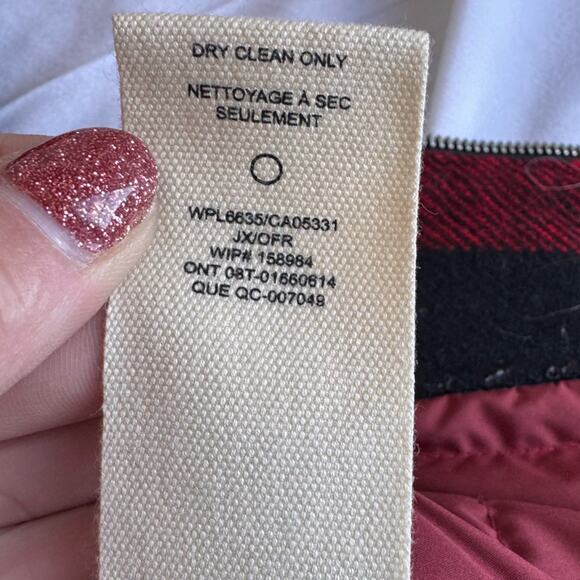 DRY CLEAN ONLY
NETTOYAGE À SEC
SEULEMENT
WPL6635/CA05331
JX/OFR
WIP# 158984
ONT 08T-01660614
QUE QC-007049